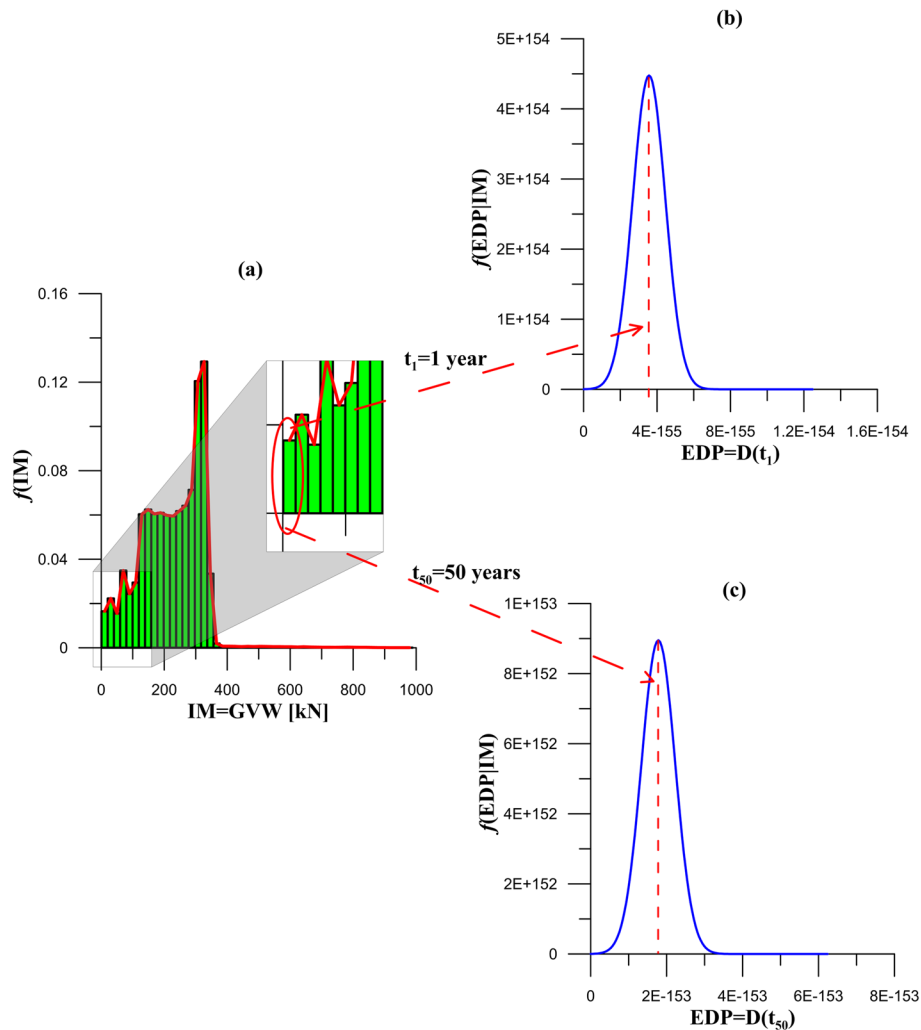 (b)
5E+154
4E+154
3E+154
2E+154
1E+154
0
f(EDP|IM)
0 4E-155 8E-155 1.2E-154 1.6E-154
EDP=D(t₁)
(a)
0.16
0.12
0.08
0.04
0
f(IM)
0 200 400 600 800 1000
IM=GVW [kN]
t₁=1 year
t₅₀=50 years
(c)
1E+153
8E+152
6E+152
4E+152
2E+152
0
f(EDP|IM)
0 2E-153 4E-153 6E-153 8E-153
EDP=D(t₅₀)